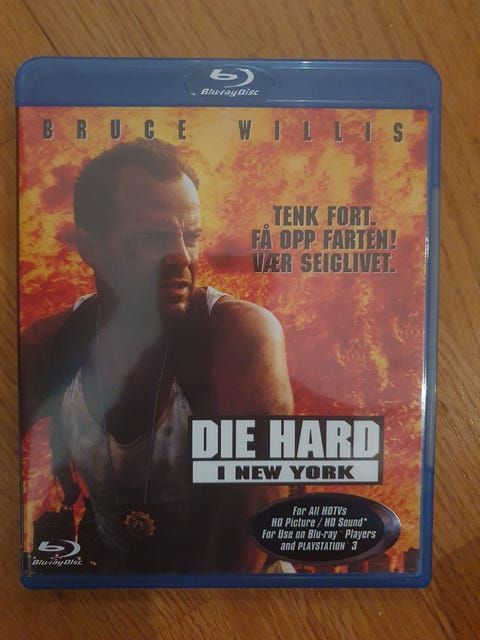 Blu-ray Disc
BRUCE WILLIS
TENK FORT.
FÅ OPP FARTEN!
VÆR SEIGLIVET.
DIE HARD
I NEW YORK
For All HDTVs
HD Picture / HD Sound*
For Use on Blu-ray™ Players
and PLAYSTATION® 3
Blu-ray Disc